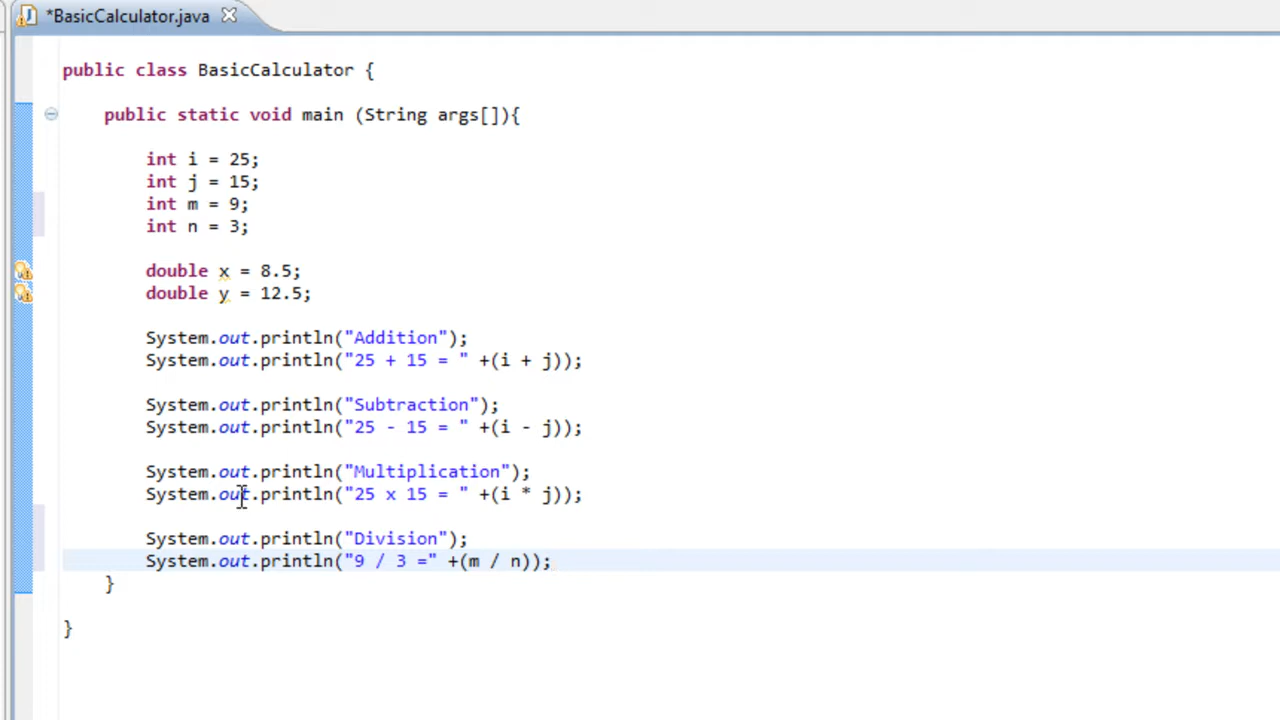 *BasicCalculator.java
public class BasicCalculator {
public static void main (String args[]){
int i = 25;
int j = 15;
int m = 9;
int n = 3;
double x = 8.5;
double y = 12.5;
System.out.println("Addition");
System.out.println("25 + 15 = " +(i + j));
System.out.println("Subtraction");
System.out.println("25 - 15 = " +(i - j));
System.out.println("Multiplication");
System.out.println("25 x 15 = " +(i * j));
System.out.println("Division");
System.out.println("9 / 3 =" +(m / n));
}
}